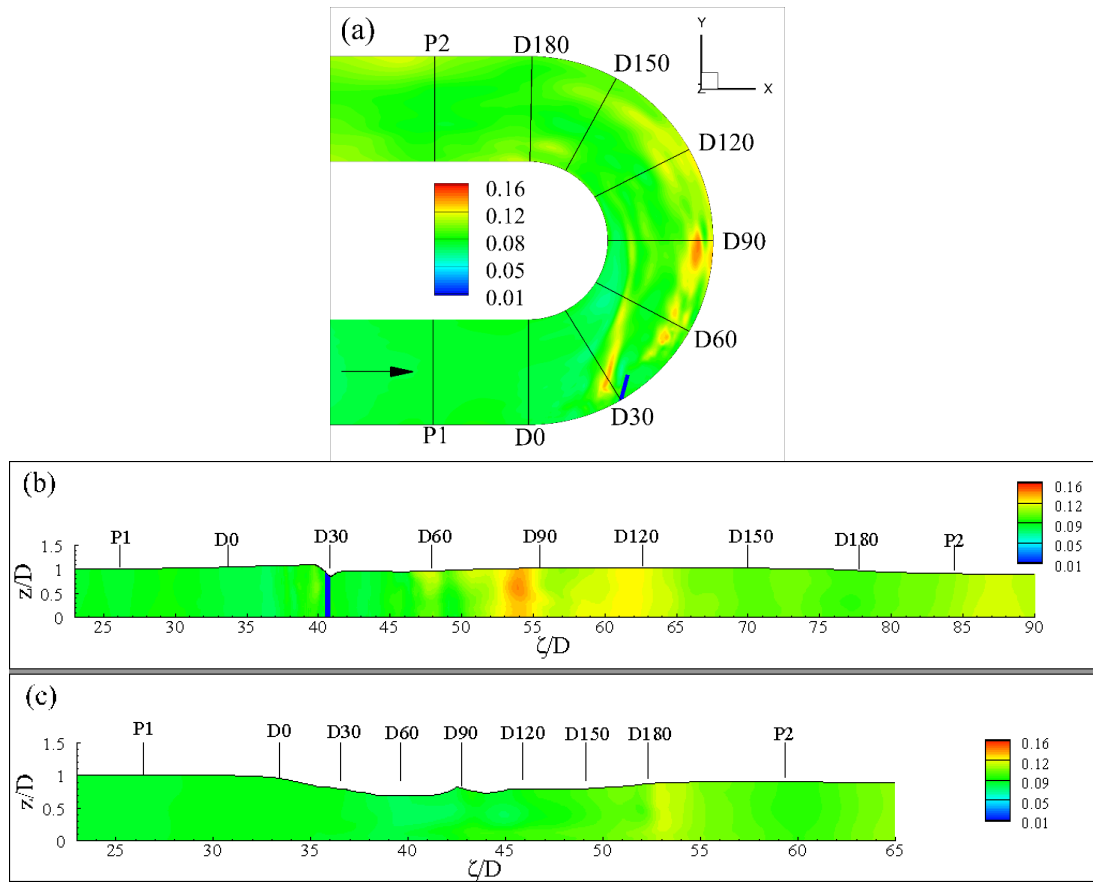 (a)
P2 D180
D150
Y
Z X
D120
0.16
0.12
0.08
0.05
0.01
D90
D60
D30
P1 D0
(b)
0.16
0.12
0.09
0.05
0.01
P1 D0 D30 D60 D90 D120 D150 D180 P2
1.5
1
0.5
0
z/D
25 30 35 40 45 50 55 60 65 70 75 80 85 90
ζ/D
(c)
P1 D0 D30 D60 D90 D120 D150 D180 P2
0.16
0.12
0.09
0.05
0.01
1.5
1
0.5
0
z/D
25 30 35 40 45 50 55 60 65
ζ/D